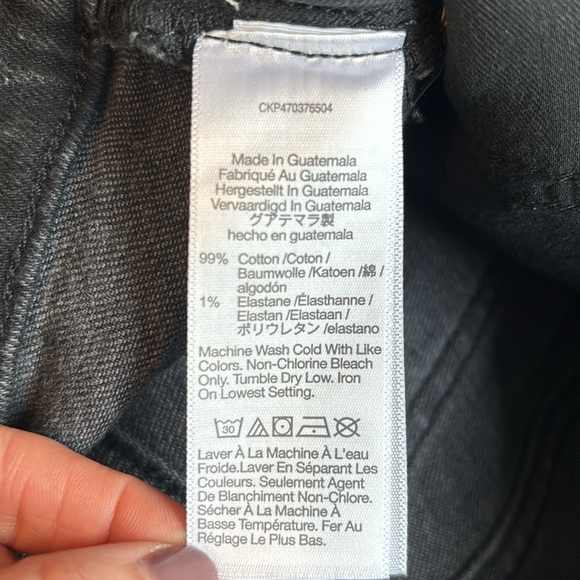 CKP470376504
Made In Guatemala
Fabriqué Au Guatemala
Hergestellt In Guatemala
Vervaardigd In Guatemala
グアテマラ製
hecho en guatemala
99% Cotton /Coton /
Baumwolle /Katoen /綿 /
algodón
1% Elastane /Élasthanne /
Elastan /Elastaan /
ポリウレタン /elastano
Machine Wash Cold With Like
Colors. Non-Chlorine Bleach
Only. Tumble Dry Low. Iron
On Lowest Setting.
30
Laver À La Machine À L'eau
Froide.Laver En Séparant Les
Couleurs. Seulement Agent
De Blanchiment Non-Chlore.
Sécher À La Machine À
Basse Température. Fer Au
Réglage Le Plus Bas.